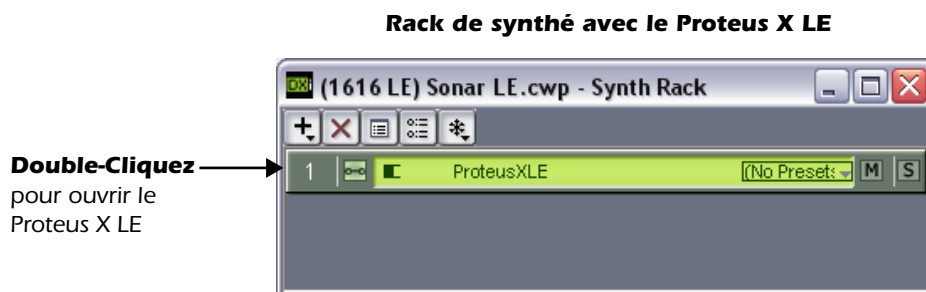 Rack de synthé avec le Proteus X LE
DXi (1616 LE) Sonar LE.cwp - Synth Rack
Double-Cliquez
pour ouvrir le
Proteus X LE
1 ProteusXLE (No Presets M S